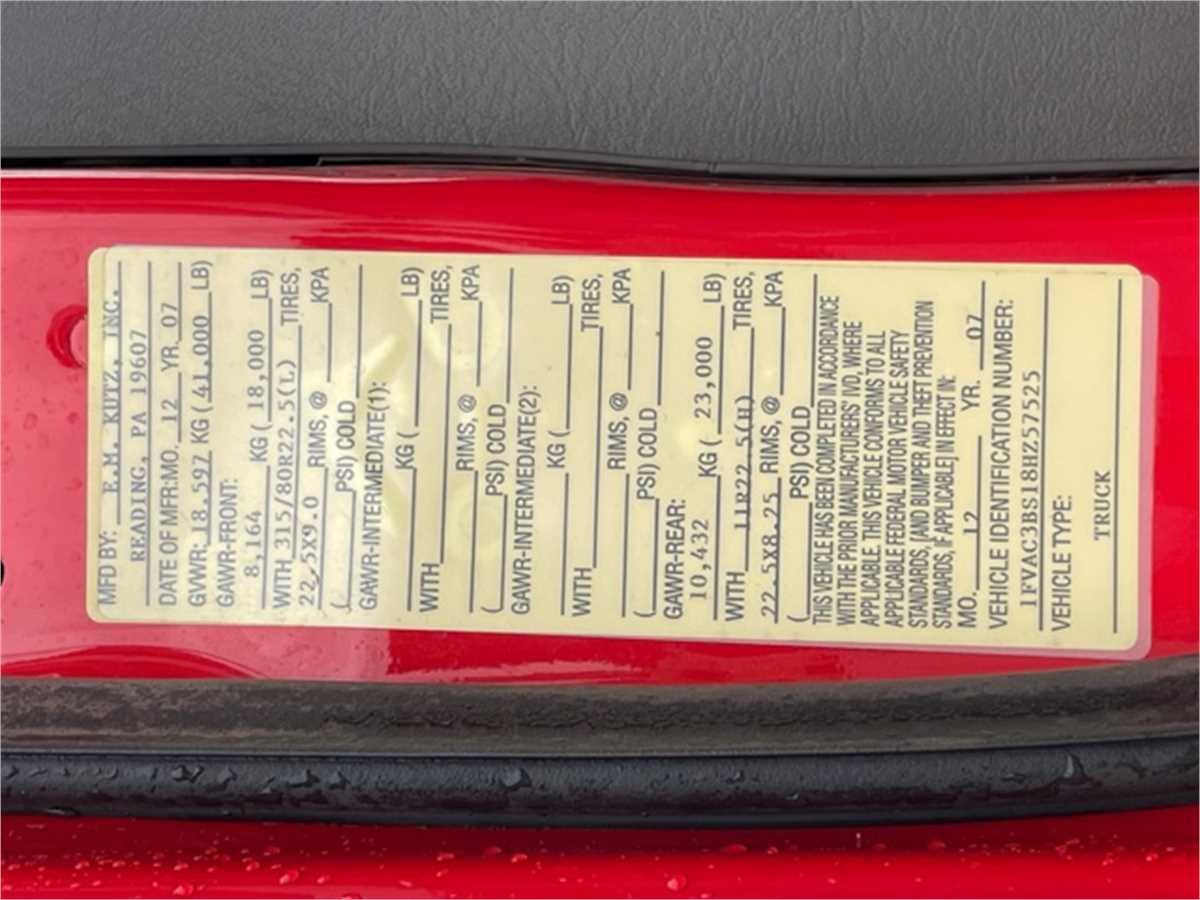 MFD BY: E.M. KUTZ, INC.
READING, PA 19607
DATE OF MFR:MO. 12 YR. 07
GVWR: 18.597 KG (41,000 LB)
GAWR-FRONT:
8,164 KG (18,000 LB)
WITH 315/80R22.5(L) TIRES,
22.5X9.0 RIMS, @ KPA
( PSI) COLD
GAWR-INTERMEDIATE(1):
KG ( LB)
WITH TIRES,
RIMS, @ KPA
( PSI) COLD
GAWR-INTERMEDIATE(2):
KG ( LB)
WITH TIRES,
RIMS, @ KPA
( PSI) COLD
GAWR-REAR:
10,432 KG ( 23,000 LB)
WITH 11R22.5(H) TIRES,
22.5X8.25 RIMS, @ KPA
( PSI) COLD
THIS VEHICLE HAS BEEN COMPLETED IN ACCORDANCE
WITH THE PRIOR MANUFACTURERS' IVD, WHERE
APPLICABLE. THIS VEHICLE CONFORMS TO ALL
APPLICABLE FEDERAL MOTOR VEHICLE SAFETY
STANDARDS, (AND BUMPER AND THEFT PREVENTION
STANDARDS, IF APPLICABLE) IN EFFECT IN:
MO. 12 YR. 07
VEHICLE IDENTIFICATION NUMBER:
1FVAC3BS18HZ57525
VEHICLE TYPE:
TRUCK